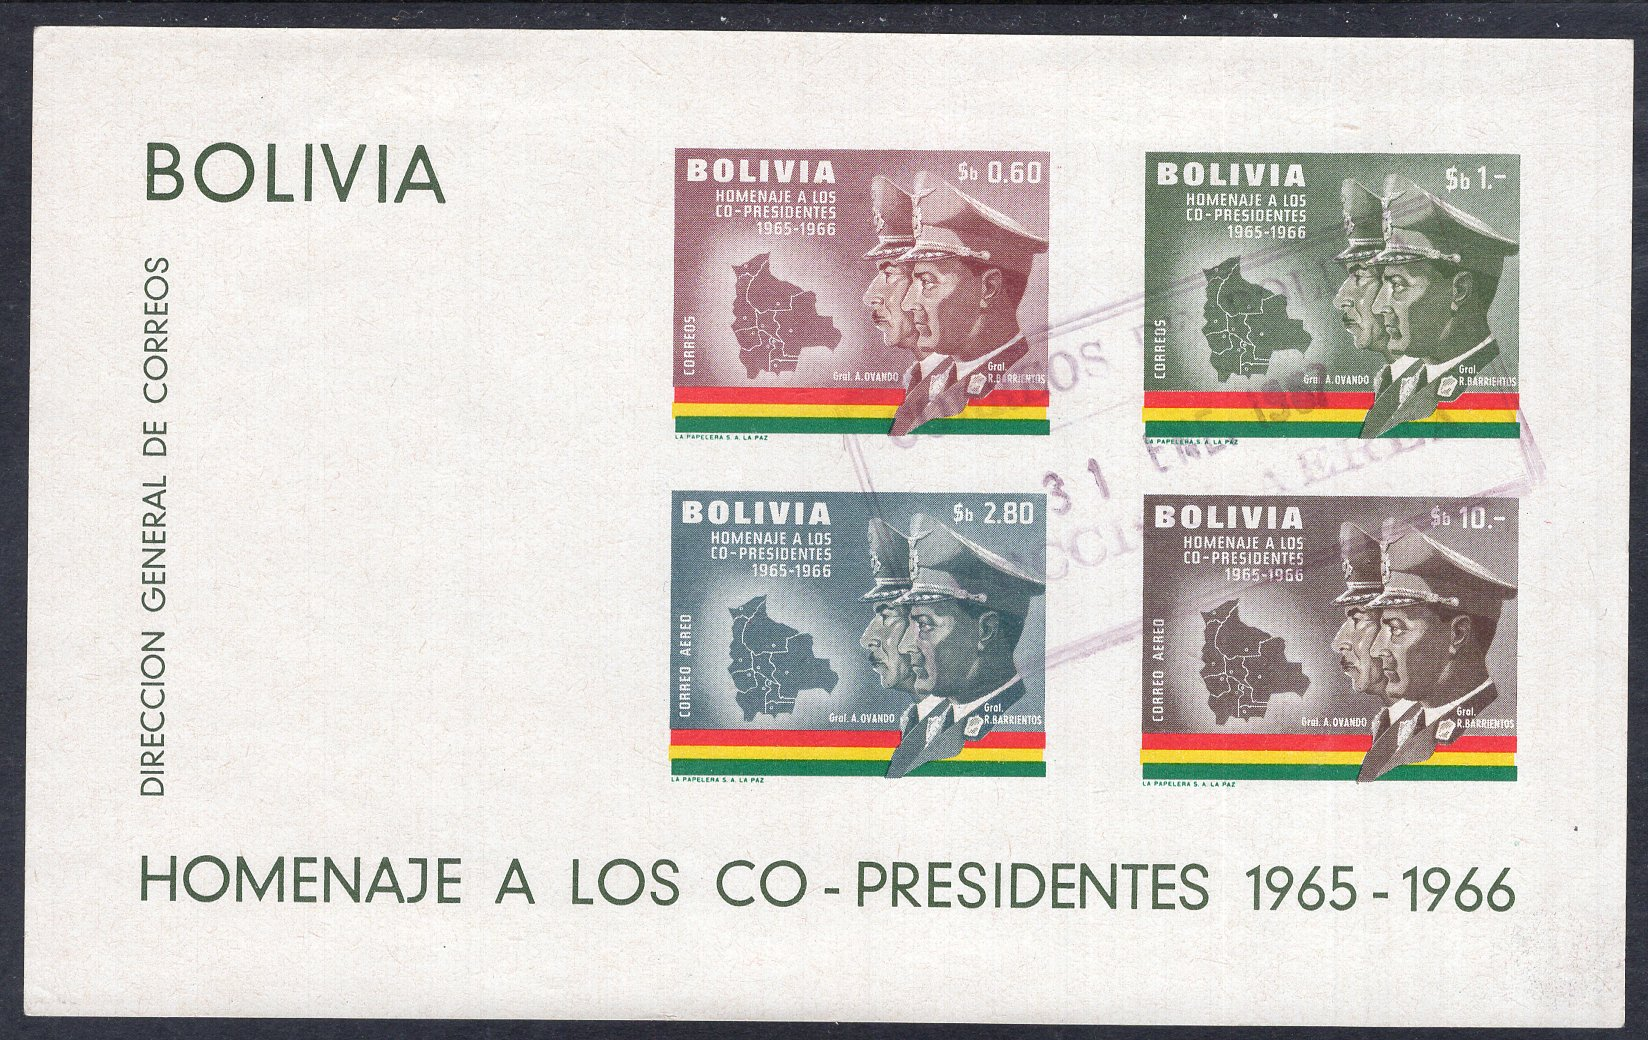 BOLIVIA
DIRECCION GENERAL DE CORREOS
BOLIVIA
$b 0.60
HOMENAJE A LOS
CO-PRESIDENTES
1965-1966
CORREOS
Gral. A. OVANDO
Gral.
R. BARRIENTOS
LA PAPELERA S. A. LA PAZ
BOLIVIA
$b 1.-
HOMENAJE A LOS
CO-PRESIDENTES
1965-1966
CORREOS
Gral. A. OVANDO
Gral.
R. BARRIENTOS
LA PAPELERA S. A. LA PAZ
31 ENE
BOLIVIA
$b 2.80
HOMENAJE A LOS
CO-PRESIDENTES
1965-1966
CORREO AEREO
Gral. A. OVANDO
Gral.
R. BARRIENTOS
LA PAPELERA S. A. LA PAZ
BOLIVIA
$b 10.-
HOMENAJE A LOS
CO-PRESIDENTES
1965-1966
CORREO AEREO
Gral. A. OVANDO
Gral.
R. BARRIENTOS
LA PAPELERA S. A. LA PAZ
HOMENAJE A LOS CO-PRESIDENTES 1965-1966